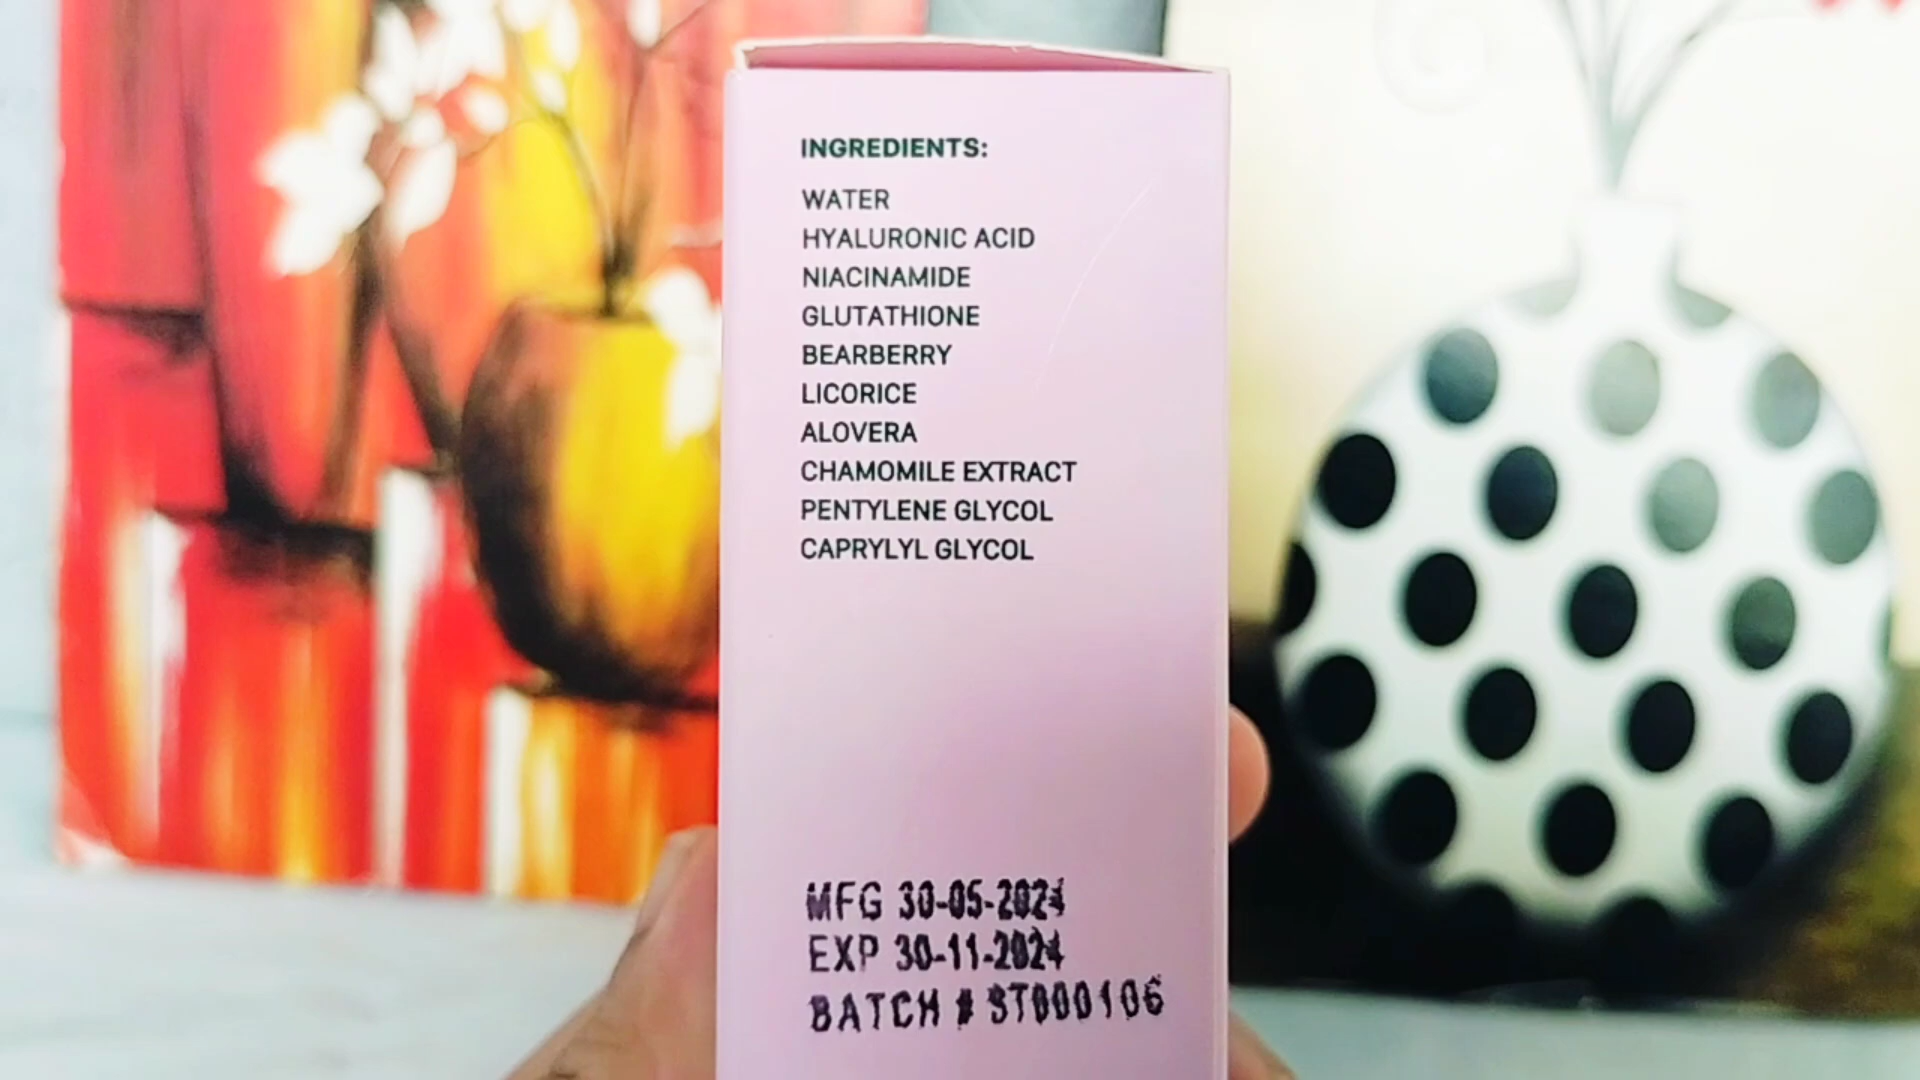 INGREDIENTS:
WATER
HYALURONIC ACID
NIACINAMIDE
GLUTATHIONE
BEARBERRY
LICORICE
ALOVERA
CHAMOMILE EXTRACT
PENTYLENE GLYCOL
CAPRYLYL GLYCOL
MFG 30-05-2024
EXP 30-11-2024
BATCH # ST000106